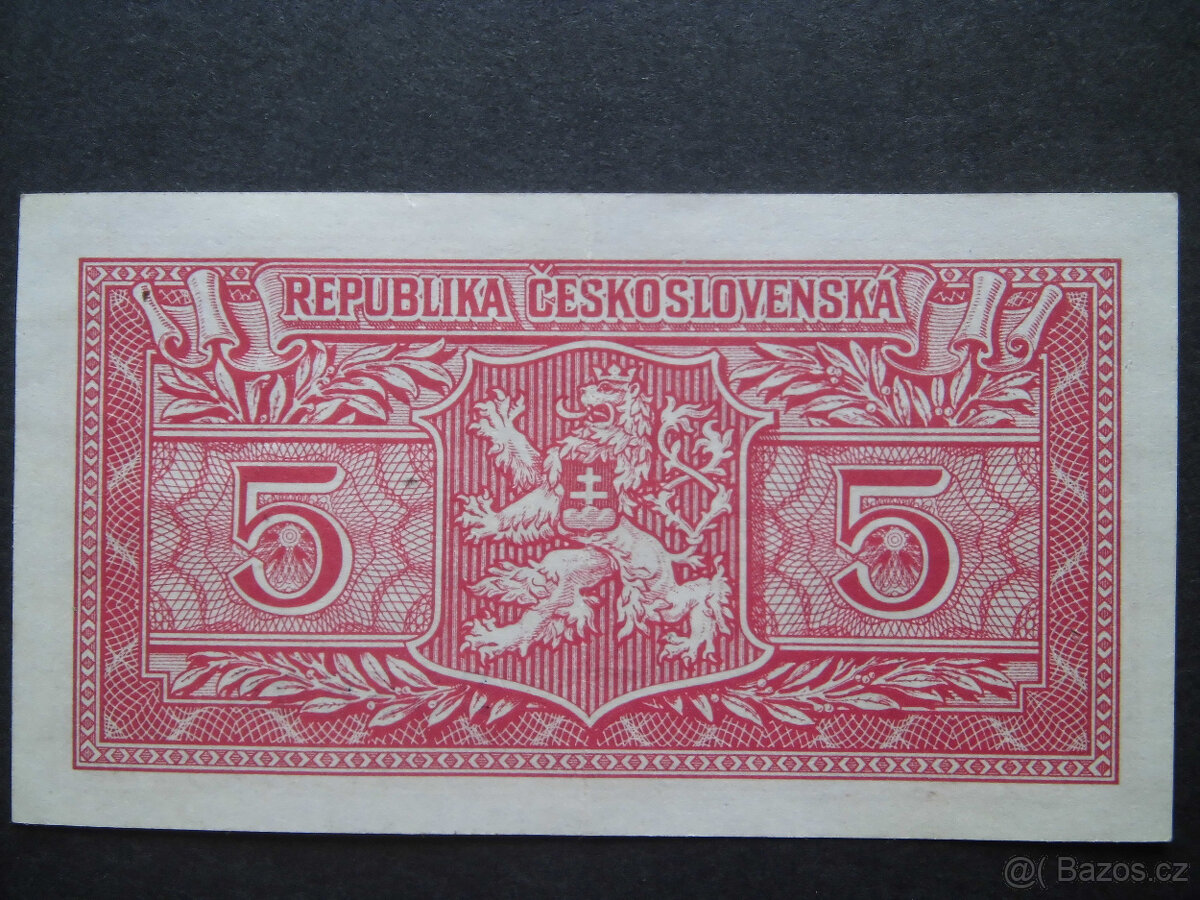 REPUBLIKA ČESKOSLOVENSKÁ
5 5
@( Bazos.cz